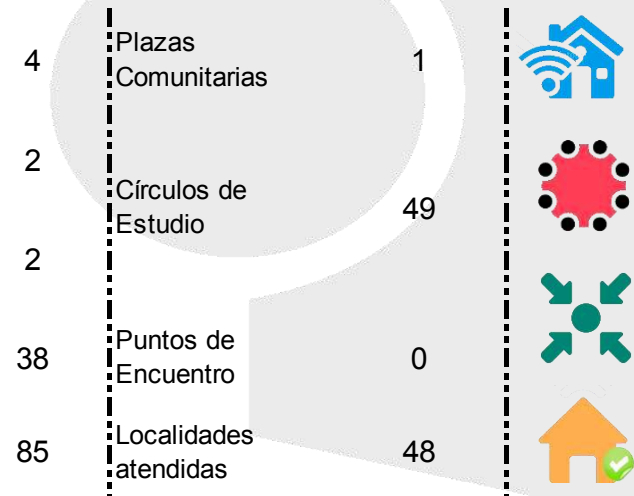 4
Plazas
Comunitarias
1
2
Círculos de
Estudio
49
2
38
Puntos de
Encuentro
0
85
Localidades
atendidas
48